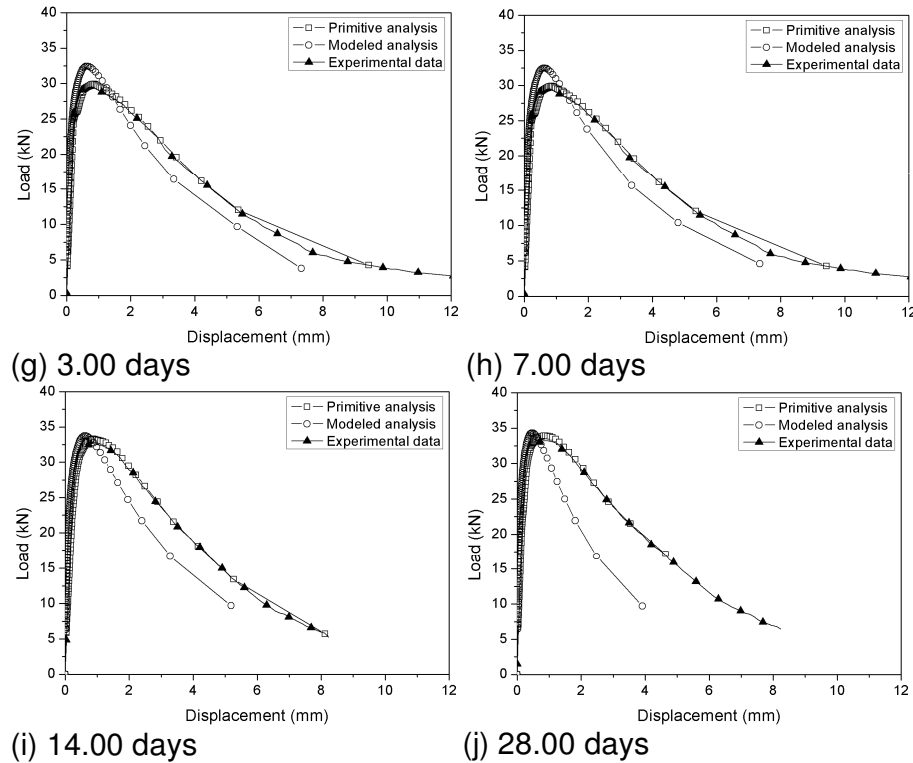 40
35
30
25
20
15
10
5
0
Load (kN)
Primitive analysis
Modeled analysis
Experimental data
0 2 4 6 8 10 12
Displacement (mm)
(g) 3.00 days
40
35
30
25
20
15
10
5
0
Load (kN)
Primitive analysis
Modeled analysis
Experimental data
0 2 4 6 8 10 12
Displacement (mm)
(h) 7.00 days
40
35
30
25
20
15
10
5
0
Load (kN)
Primitive analysis
Modeled analysis
Experimental data
0 2 4 6 8 10 12
Displacement (mm)
(i) 14.00 days
40
35
30
25
20
15
10
5
0
Load (kN)
Primitive analysis
Modeled analysis
Experimental data
0 2 4 6 8 10 12
Displacement (mm)
(j) 28.00 days